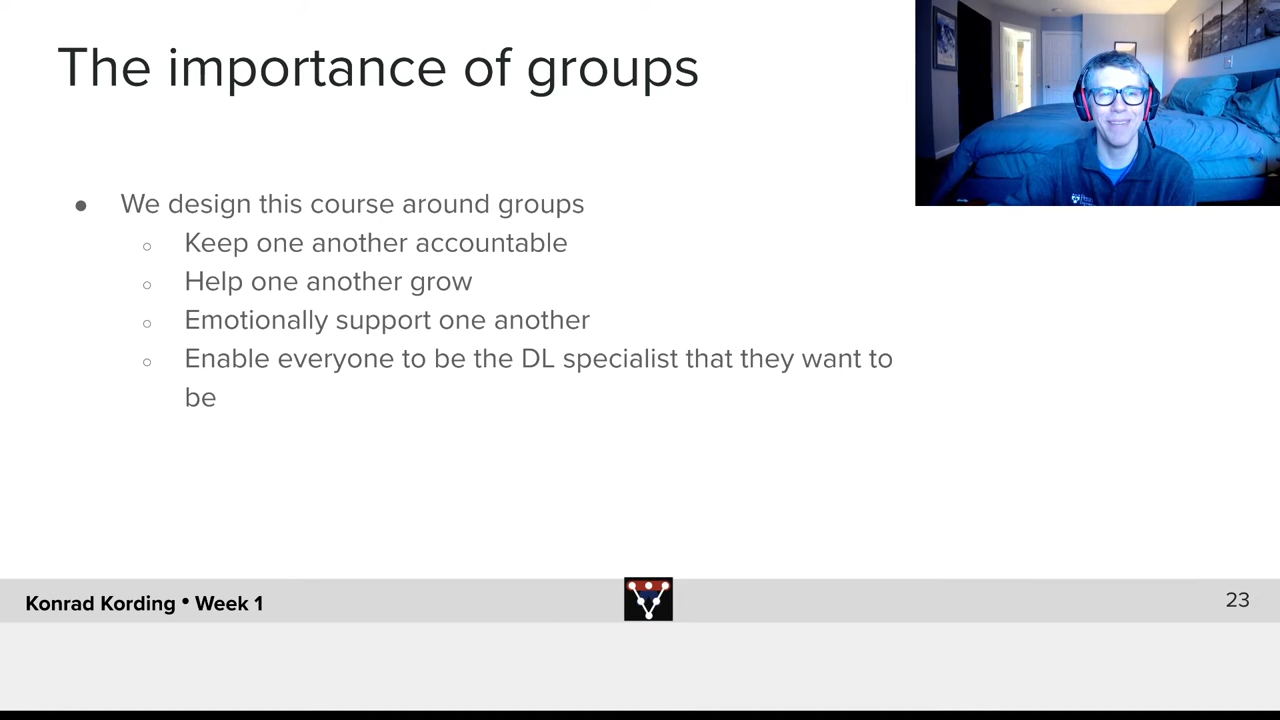 The importance of groups
● We design this course around groups
○ Keep one another accountable
○ Help one another grow
○ Emotionally support one another
○ Enable everyone to be the DL specialist that they want to
be
Konrad Kording • Week 1
23